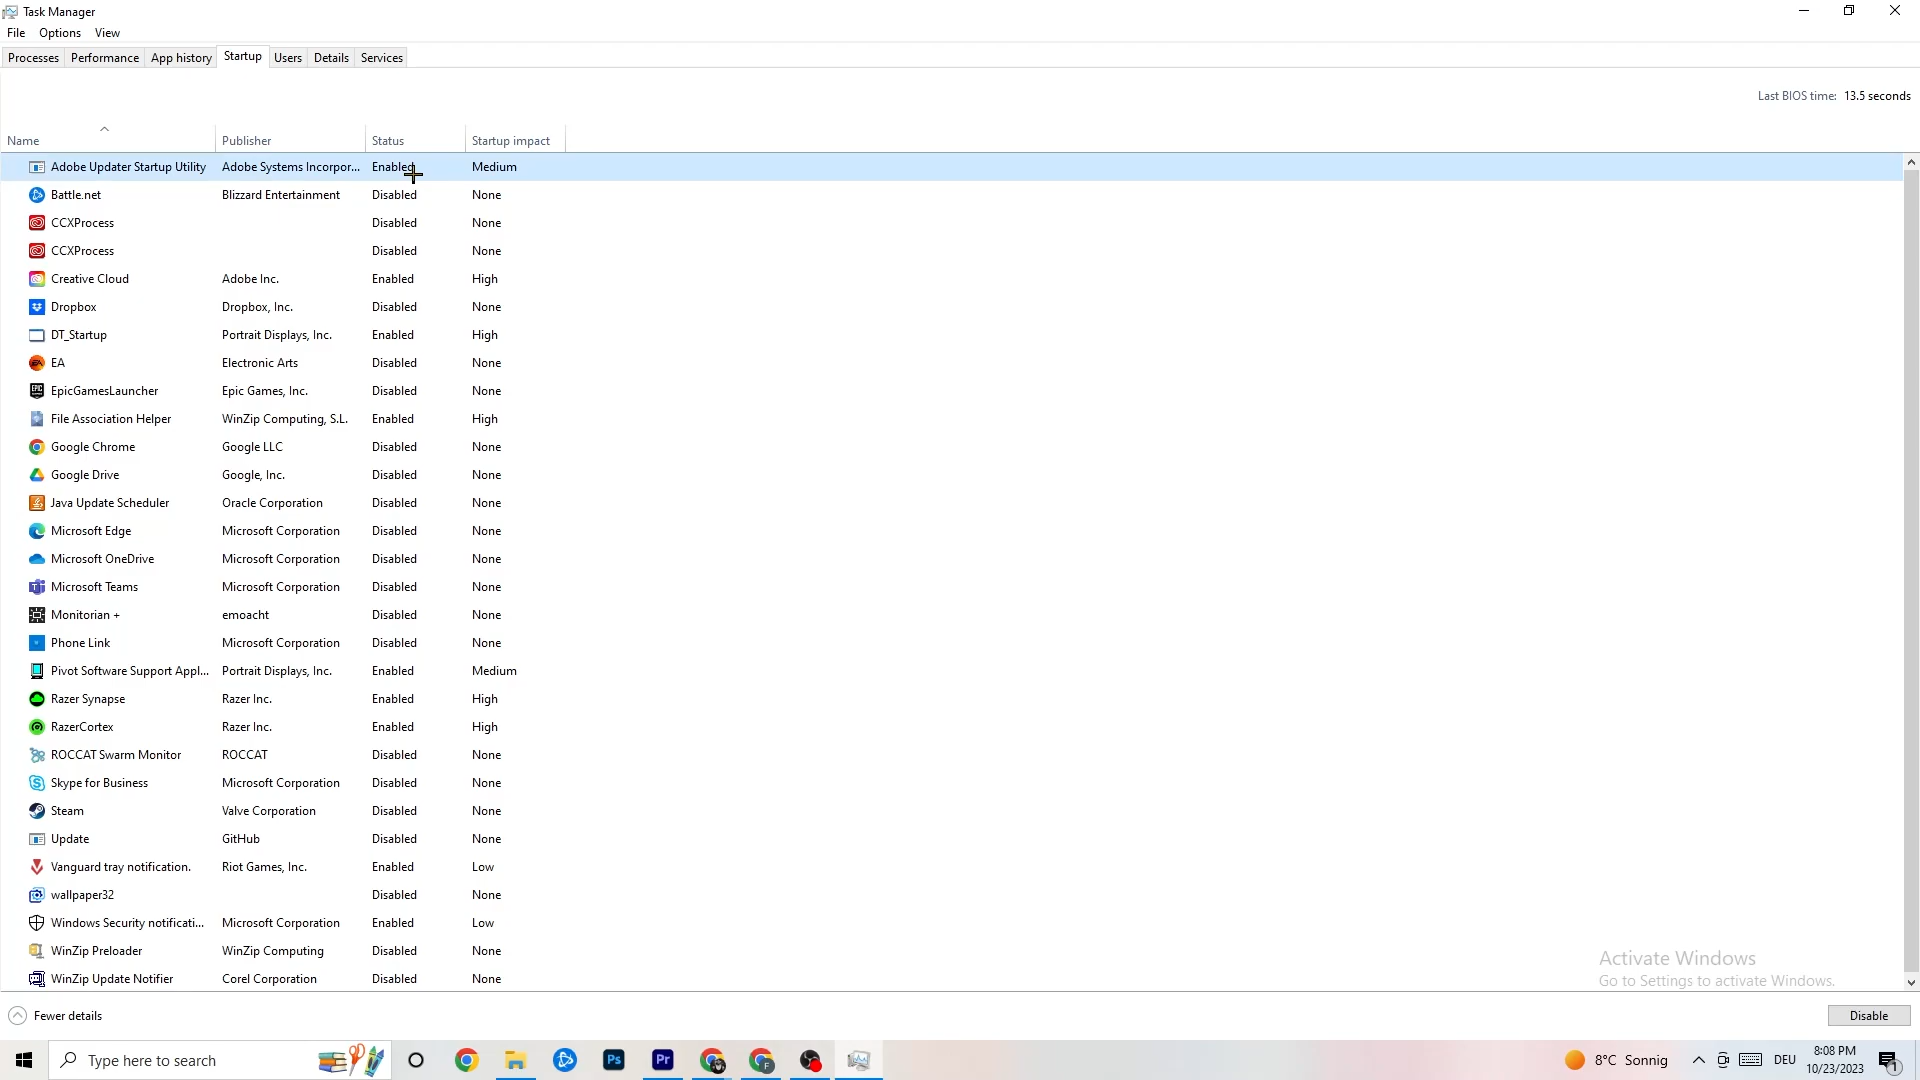 Task Manager
File Options View
Processes Performance App history Startup Users Details Services
Last BIOS time: 13.5 seconds
Name Publisher Status Startup impact
Adobe Updater Startup Utility Adobe Systems Incorpor... Enabled Medium
Battle.net Blizzard Entertainment Disabled None
CCXProcess Disabled None
CCXProcess Disabled None
Creative Cloud Adobe Inc. Enabled High
Dropbox Dropbox, Inc. Disabled None
DT_Startup Portrait Displays, Inc. Enabled High
EA Electronic Arts Disabled None
EpicGamesLauncher Epic Games, Inc. Disabled None
File Association Helper WinZip Computing, S.L. Enabled High
Google Chrome Google LLC Disabled None
Google Drive Google, Inc. Disabled None
Java Update Scheduler Oracle Corporation Disabled None
Microsoft Edge Microsoft Corporation Disabled None
Microsoft OneDrive Microsoft Corporation Disabled None
Microsoft Teams Microsoft Corporation Disabled None
Monitorian + emoacht Disabled None
Phone Link Microsoft Corporation Disabled None
Pivot Software Support Appl... Portrait Displays, Inc. Enabled Medium
Razer Synapse Razer Inc. Enabled High
RazerCortex Razer Inc. Enabled High
ROCCAT Swarm Monitor ROCCAT Disabled None
Skype for Business Microsoft Corporation Disabled None
Steam Valve Corporation Disabled None
Update GitHub Disabled None
Vanguard tray notification. Riot Games, Inc. Enabled Low
wallpaper32 Disabled None
Windows Security notificati... Microsoft Corporation Enabled Low
WinZip Preloader WinZip Computing Disabled None
WinZip Update Notifier Corel Corporation Disabled None
Activate Windows
Go to Settings to activate Windows.
Fewer details Disable
Type here to search Ps Pr F 8°C Sonnig DEU 8:08 PM
10/23/2023 1